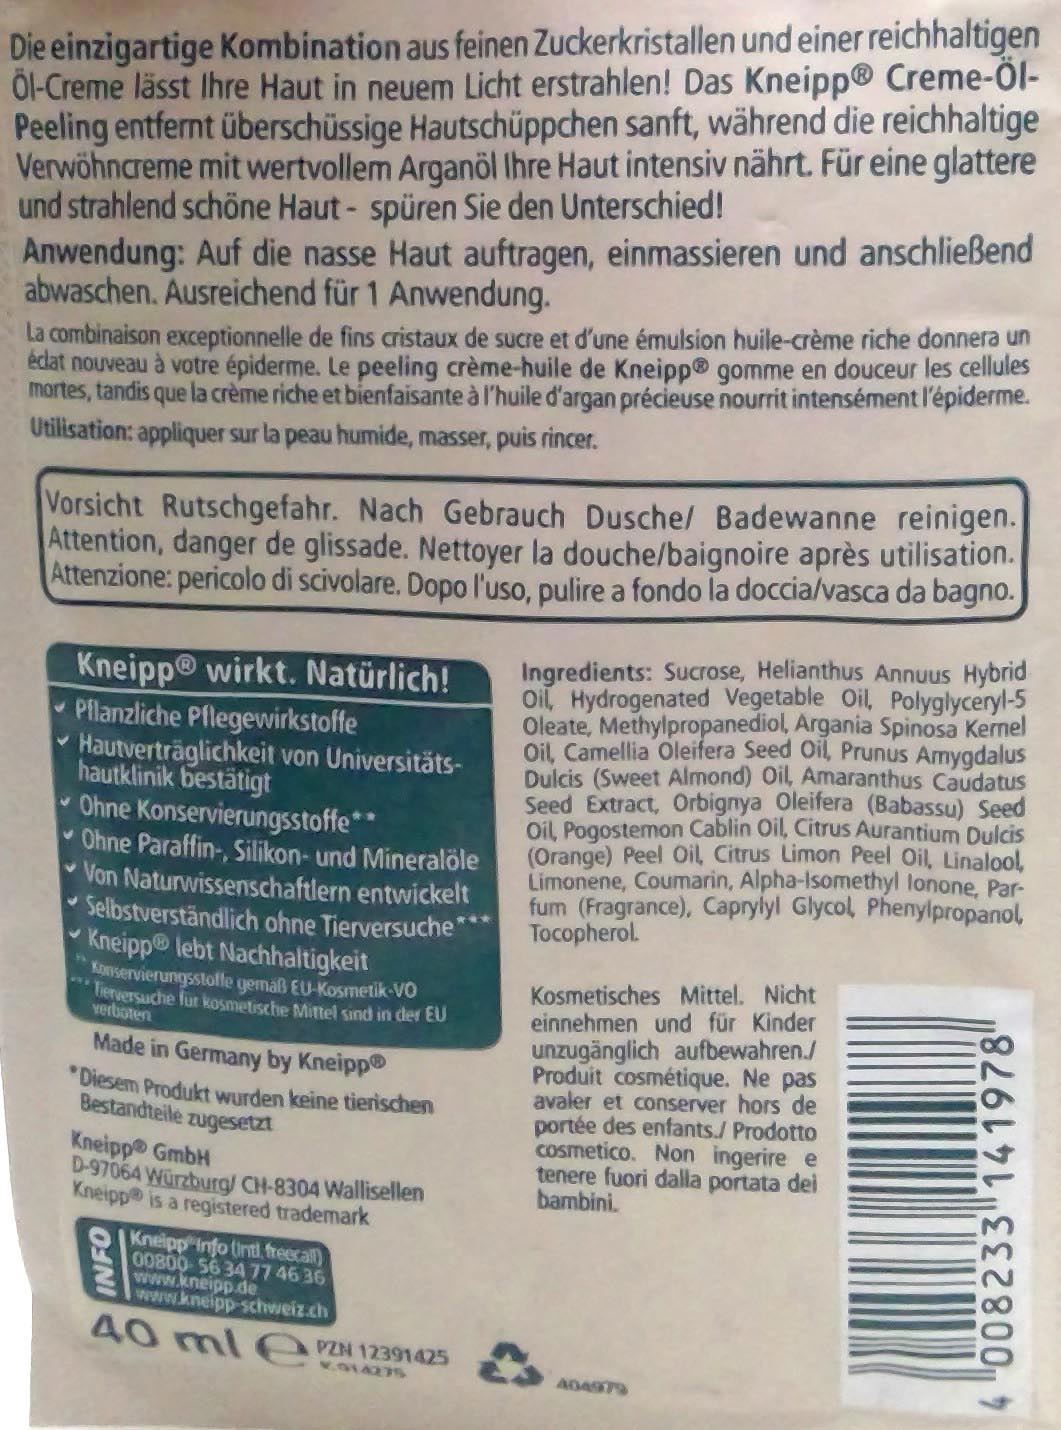 Die einzigartige Kombination aus feinen Zuckerkristallen und einer reichhaltigen
Öl-Creme lässt Ihre Haut in neuem Licht erstrahlen! Das Kneipp® Creme-Öl-
Peeling entfernt überschüssige Hautschüppchen sanft, während die reichhaltige
Verwöhncreme mit wertvollem Arganöl Ihre Haut intensiv nährt. Für eine glattere
und strahlend schöne Haut - spüren Sie den Unterschied!
Anwendung: Auf die nasse Haut auftragen, einmassieren und anschließend
abwaschen. Ausreichend für 1 Anwendung.
La combinaison exceptionnelle de fins cristaux de sucre et d'une émulsion huile-crème riche donnera un
éclat nouveau à votre épiderme. Le peeling crème-huile de Kneipp® gomme en douceur les cellules
mortes, tandis que la crème riche et bienfaisante à l'huile d'argan précieuse nourrit intensément l'épiderme.
Utilisation: appliquer sur la peau humide, masser, puis rincer.
Vorsicht Rutschgefahr. Nach Gebrauch Dusche/ Badewanne reinigen.
Attention, danger de glissade. Nettoyer la douche/baignoire après utilisation.
Attenzione: pericolo di scivolare. Dopo l'uso, pulire a fondo la doccia/vasca da bagno.
Kneipp® wirkt. Natürlich!
✓ Pflanzliche Pflegewirkstoffe
✓ Hautverträglichkeit von Universitäts-
hautklinik bestätigt
✓ Ohne Konservierungsstoffe**
✓ Ohne Paraffin-, Silikon- und Mineralöle
✓ Von Naturwissenschaftlern entwickelt
✓ Selbstverständlich ohne Tierversuche***
✓ Kneipp® lebt Nachhaltigkeit
** Konservierungsstoffe gemäß EU-Kosmetik-VO
*** Tierversuche für kosmetische Mittel sind in der EU
verboten
Made in Germany by Kneipp®
*Diesem Produkt wurden keine tierischen
Bestandteile zugesetzt
Kneipp® GmbH
D-97064 Würzburg/ CH-8304 Wallisellen
Kneipp® is a registered trademark
INFO
Kneipp® Info (intl. freecall)
00800- 56 34 77 46 36
www.kneipp.de
www.kneipp-schweiz.ch
40 ml e PZN 12391425
K.914275
404979
Ingredients: Sucrose, Helianthus Annuus Hybrid
Oil, Hydrogenated Vegetable Oil, Polyglyceryl-5
Oleate, Methylpropanediol, Argania Spinosa Kernel
Oil, Camellia Oleifera Seed Oil, Prunus Amygdalus
Dulcis (Sweet Almond) Oil, Amaranthus Caudatus
Seed Extract, Orbignya Oleifera (Babassu) Seed
Oil, Pogostemon Cablin Oil, Citrus Aurantium Dulcis
(Orange) Peel Oil, Citrus Limon Peel Oil, Linalool,
Limonene, Coumarin, Alpha-Isomethyl Ionone, Par-
fum (Fragrance), Caprylyl Glycol, Phenylpropanol,
Tocopherol.
Kosmetisches Mittel. Nicht
einnehmen und für Kinder
unzugänglich aufbewahren./
Produit cosmétique. Ne pas
avaler et conserver hors de
portée des enfants./ Prodotto
cosmetico. Non ingerire e
tenere fuori dalla portata dei
bambini.
4 008233 141978